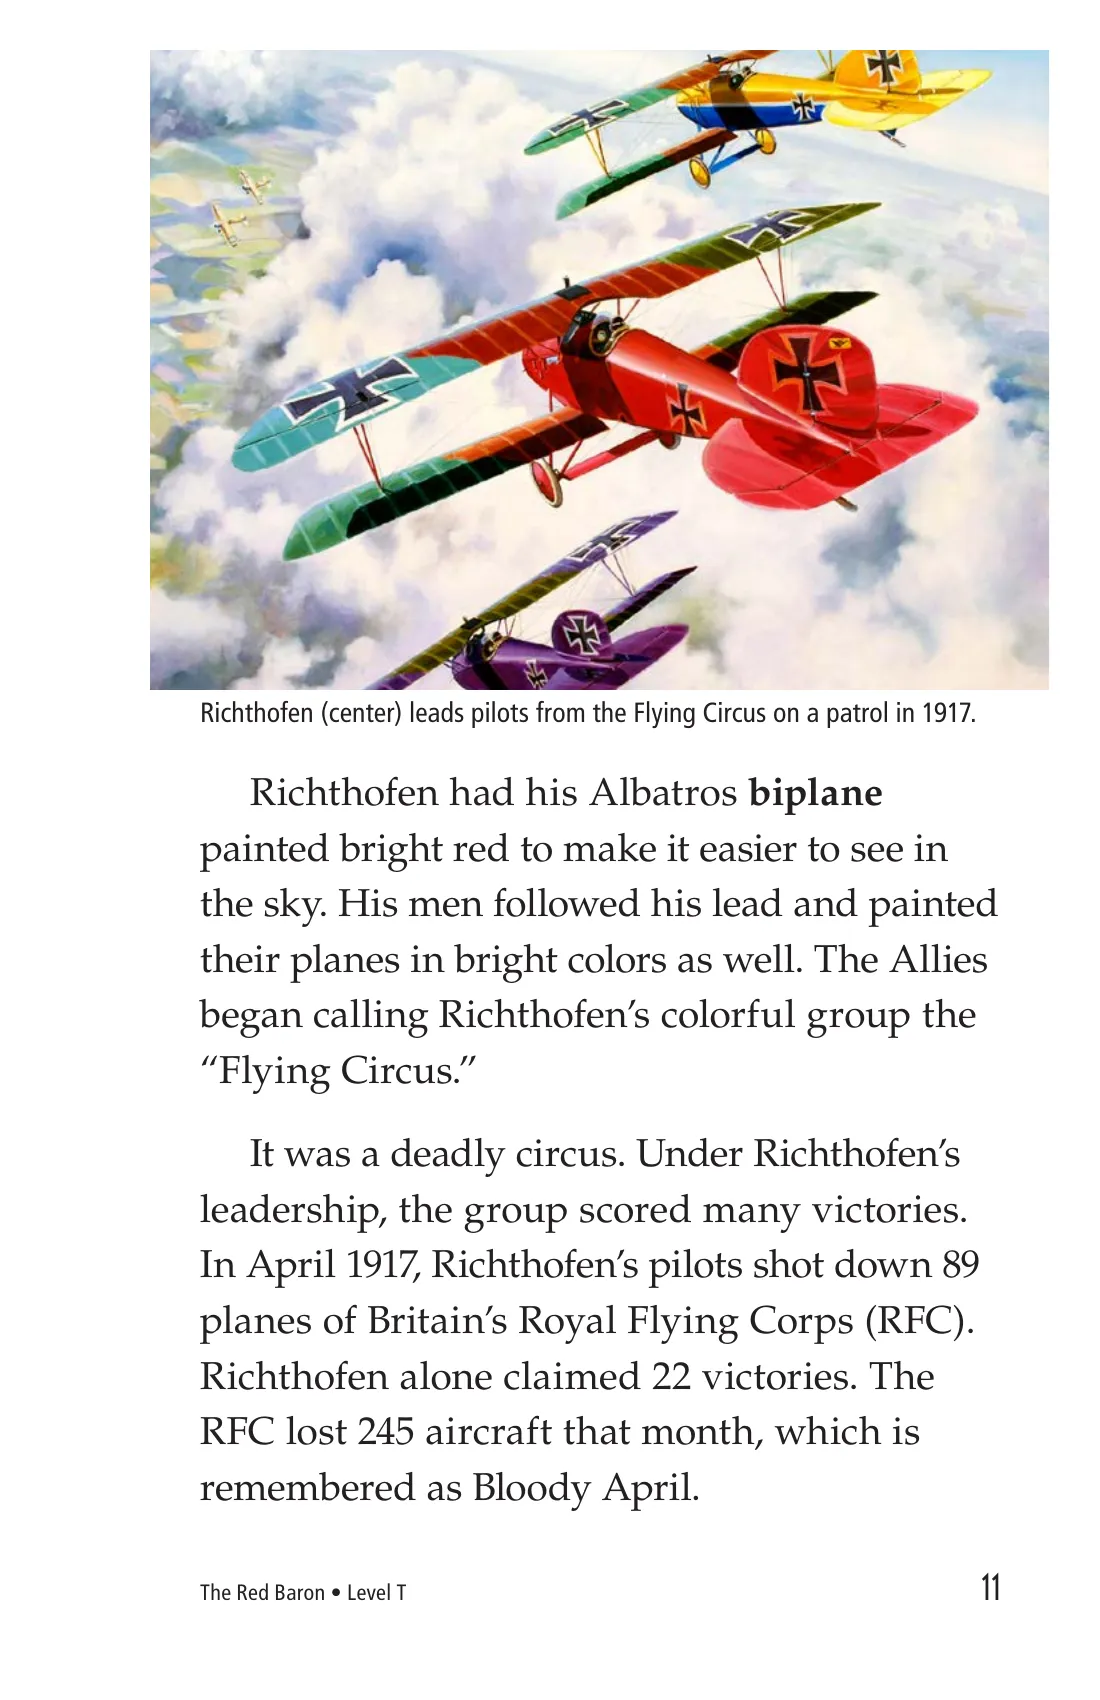 Richthofen (center) leads pilots from the Flying Circus on a patrol in 1917.
Richthofen had his Albatros biplane
painted bright red to make it easier to see in
the sky. His men followed his lead and painted
their planes in bright colors as well. The Allies
began calling Richthofen’s colorful group the
“Flying Circus.”
It was a deadly circus. Under Richthofen’s
leadership, the group scored many victories.
In April 1917, Richthofen’s pilots shot down 89
planes of Britain’s Royal Flying Corps (RFC).
Richthofen alone claimed 22 victories. The
RFC lost 245 aircraft that month, which is
remembered as Bloody April.
The Red Baron • Level T 11